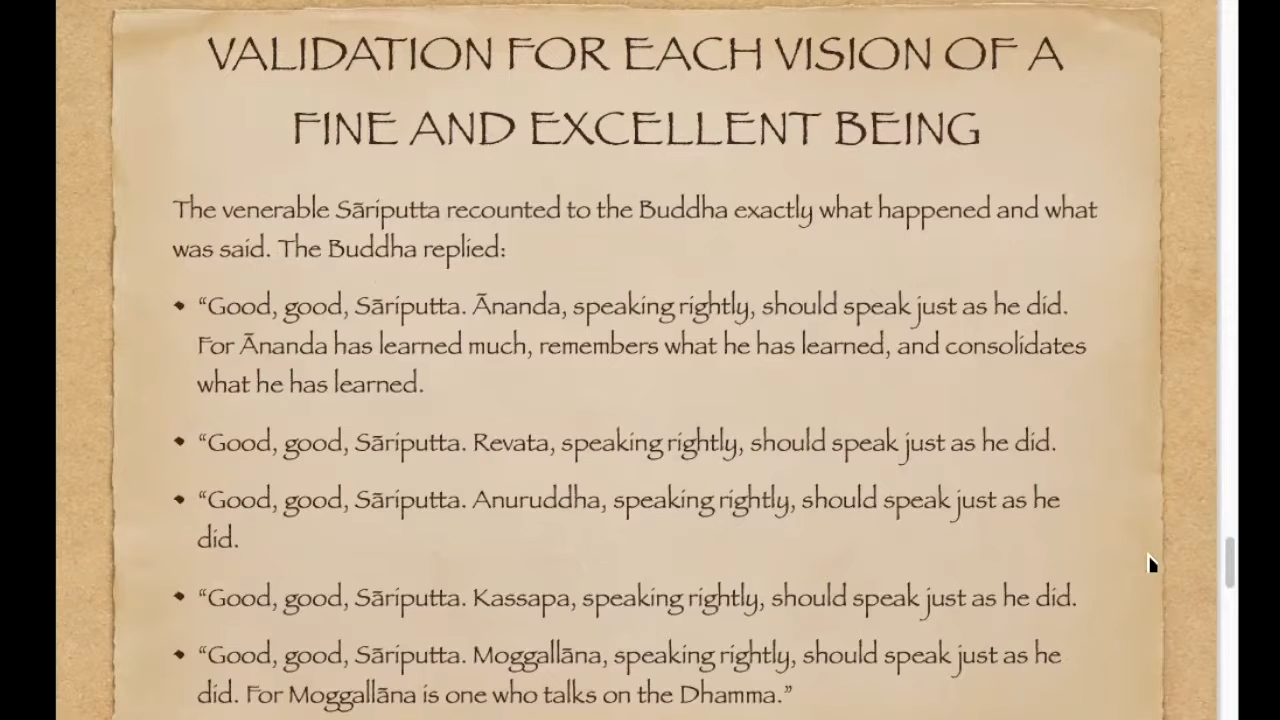 VALIDATION FOR EACH VISION OF A
FINE AND EXCELLENT BEING
The venerable Sāriputta recounted to the Buddha exactly what happened and what
was said. The Buddha replied:
• “Good, good, Sāriputta. Ānanda, speaking rightly, should speak just as he did.
For Ānanda has learned much, remembers what he has learned, and consolidates
what he has learned.
• “Good, good, Sāriputta. Revata, speaking rightly, should speak just as he did.
• “Good, good, Sāriputta. Anuruddha, speaking rightly, should speak just as he
did.
• “Good, good, Sāriputta. Kassapa, speaking rightly, should speak just as he did.
• “Good, good, Sāriputta. Moggallāna, speaking rightly, should speak just as he
did. For Moggallāna is one who talks on the Dhamma.”